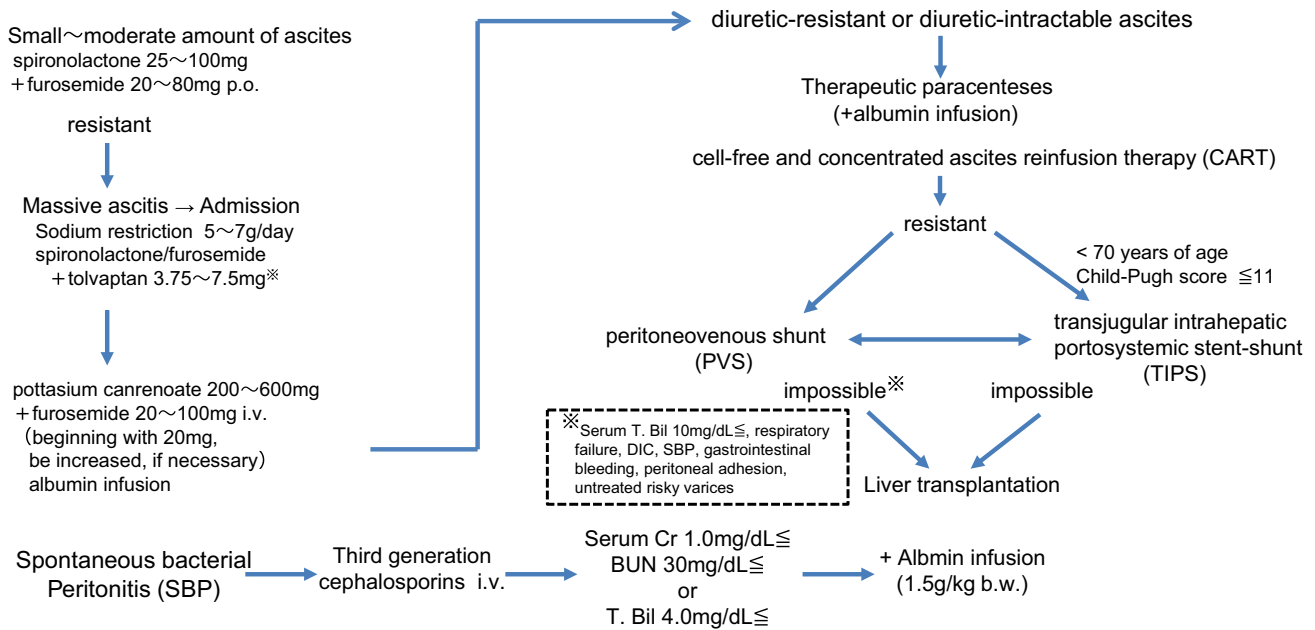 Small～moderate amount of ascites
spironolactone 25～100mg
＋furosemide 20～80mg p.o.
resistant
Massive ascitis → Admission
Sodium restriction 5～7g/day
spironolactone/furosemide
＋tolvaptan 3.75～7.5mg※
pottasium canrenoate 200～600mg
＋furosemide 20～100mg i.v.
（beginning with 20mg,
be increased, if necessary）
albumin infusion
diuretic-resistant or diuretic-intractable ascites
Therapeutic paracenteses
(+albumin infusion)
cell-free and concentrated ascites reinfusion therapy (CART)
resistant
< 70 years of age
Child-Pugh score ≦11
peritoneovenous shunt
(PVS)
transjugular intrahepatic
portosystemic stent-shunt
(TIPS)
impossible※
impossible
※Serum T. Bil 10mg/dL≦, respiratory
failure, DIC, SBP, gastrointestinal
bleeding, peritoneal adhesion,
untreated risky varices
Liver transplantation
Spontaneous bacterial
Peritonitis (SBP)
Third generation
cephalosporins i.v.
Serum Cr 1.0mg/dL≦
BUN 30mg/dL≦
or
T. Bil 4.0mg/dL≦
+ Albmin infusion
(1.5g/kg b.w.)